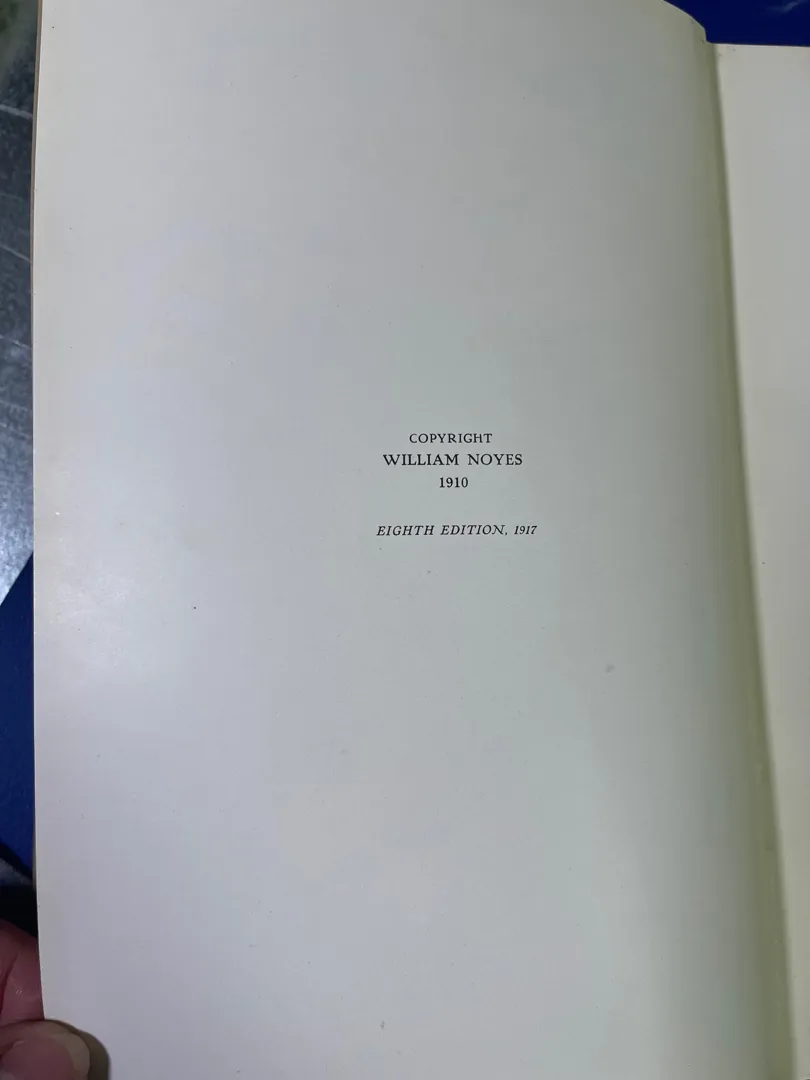 COPYRIGHT
WILLIAM NOYES
1910
EIGHTH EDITION, 1917